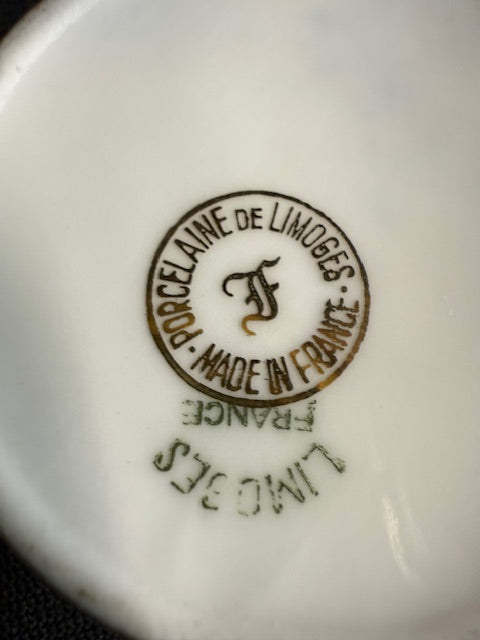 PORCELAINE DE LIMOGES
F
MADE IN FRANCE
LIMOGES
FRANCE